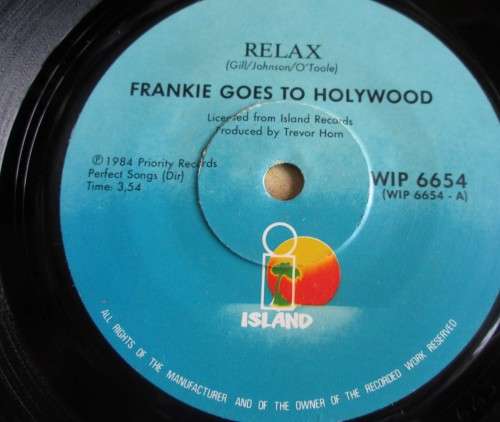 RELAX
(Gill/Johnson/O'Toole)
FRANKIE GOES TO HOLYWOOD
Licensed from Island Records
Produced by Trevor Horn
℗ 1984 Priority Records
Perfect Songs (Dir)
Time: 3,54
WIP 6654
(WIP 6654 - A)
ISLAND
ALL RIGHTS OF THE MANUFACTURER AND OF THE OWNER OF THE RECORDED WORK RESERVED